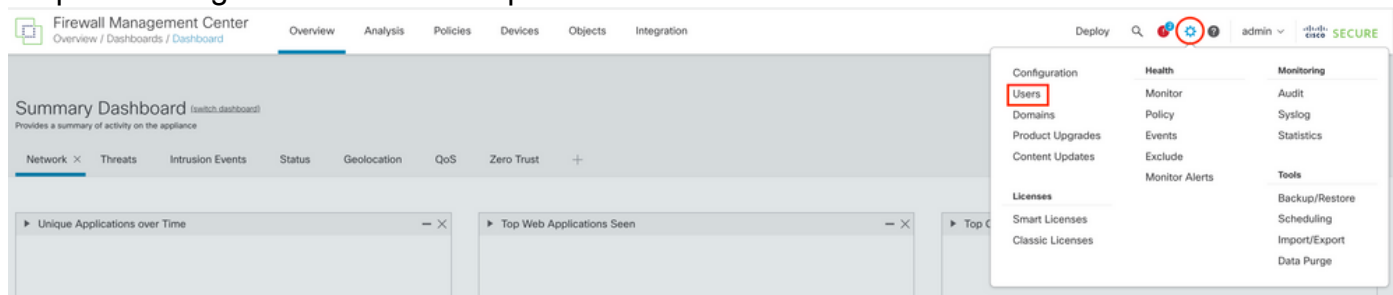 Firewall Management Center
Overview / Dashboards / Dashboard
Overview Analysis Policies Devices Objects Integration
Deploy 2 ? admin CISCO SECURE
Summary Dashboard (switch dashboard)
Provides a summary of activity on the appliance
Network × Threats Intrusion Events Status Geolocation QoS Zero Trust +
Unique Applications over Time
Top Web Applications Seen
Top C
Configuration
Users
Domains
Product Upgrades
Content Updates
Licenses
Smart Licenses
Classic Licenses
Health
Monitor
Policy
Events
Exclude
Monitor Alerts
Monitoring
Audit
Syslog
Statistics
Tools
Backup/Restore
Scheduling
Import/Export
Data Purge